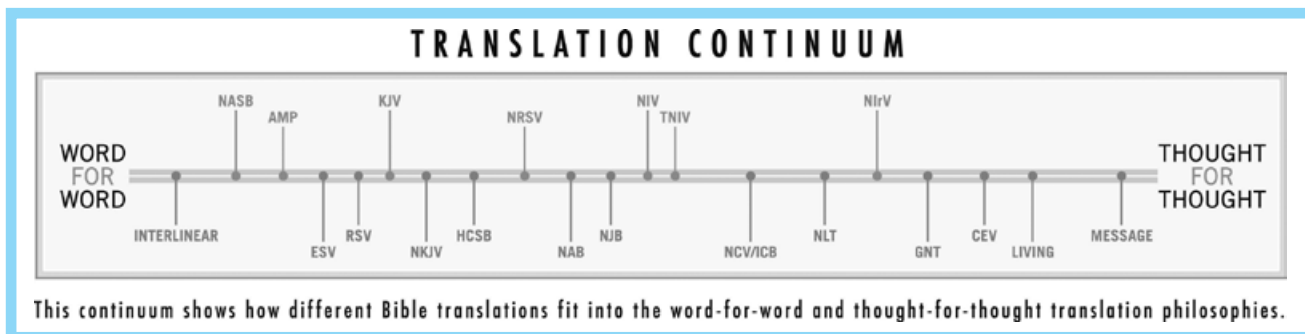 TRANSLATION CONTINUUM
NASB
AMP
KJV
NRSV
NIV
TNIV
NIrV
WORD
FOR
WORD
THOUGHT
FOR
THOUGHT
INTERLINEAR
ESV
RSV
NKJV
HCSB
NAB
NJB
NCV/ICB
NLT
GNT
CEV
LIVING
MESSAGE
This continuum shows how different Bible translations fit into the word-for-word and thought-for-thought translation philosophies.